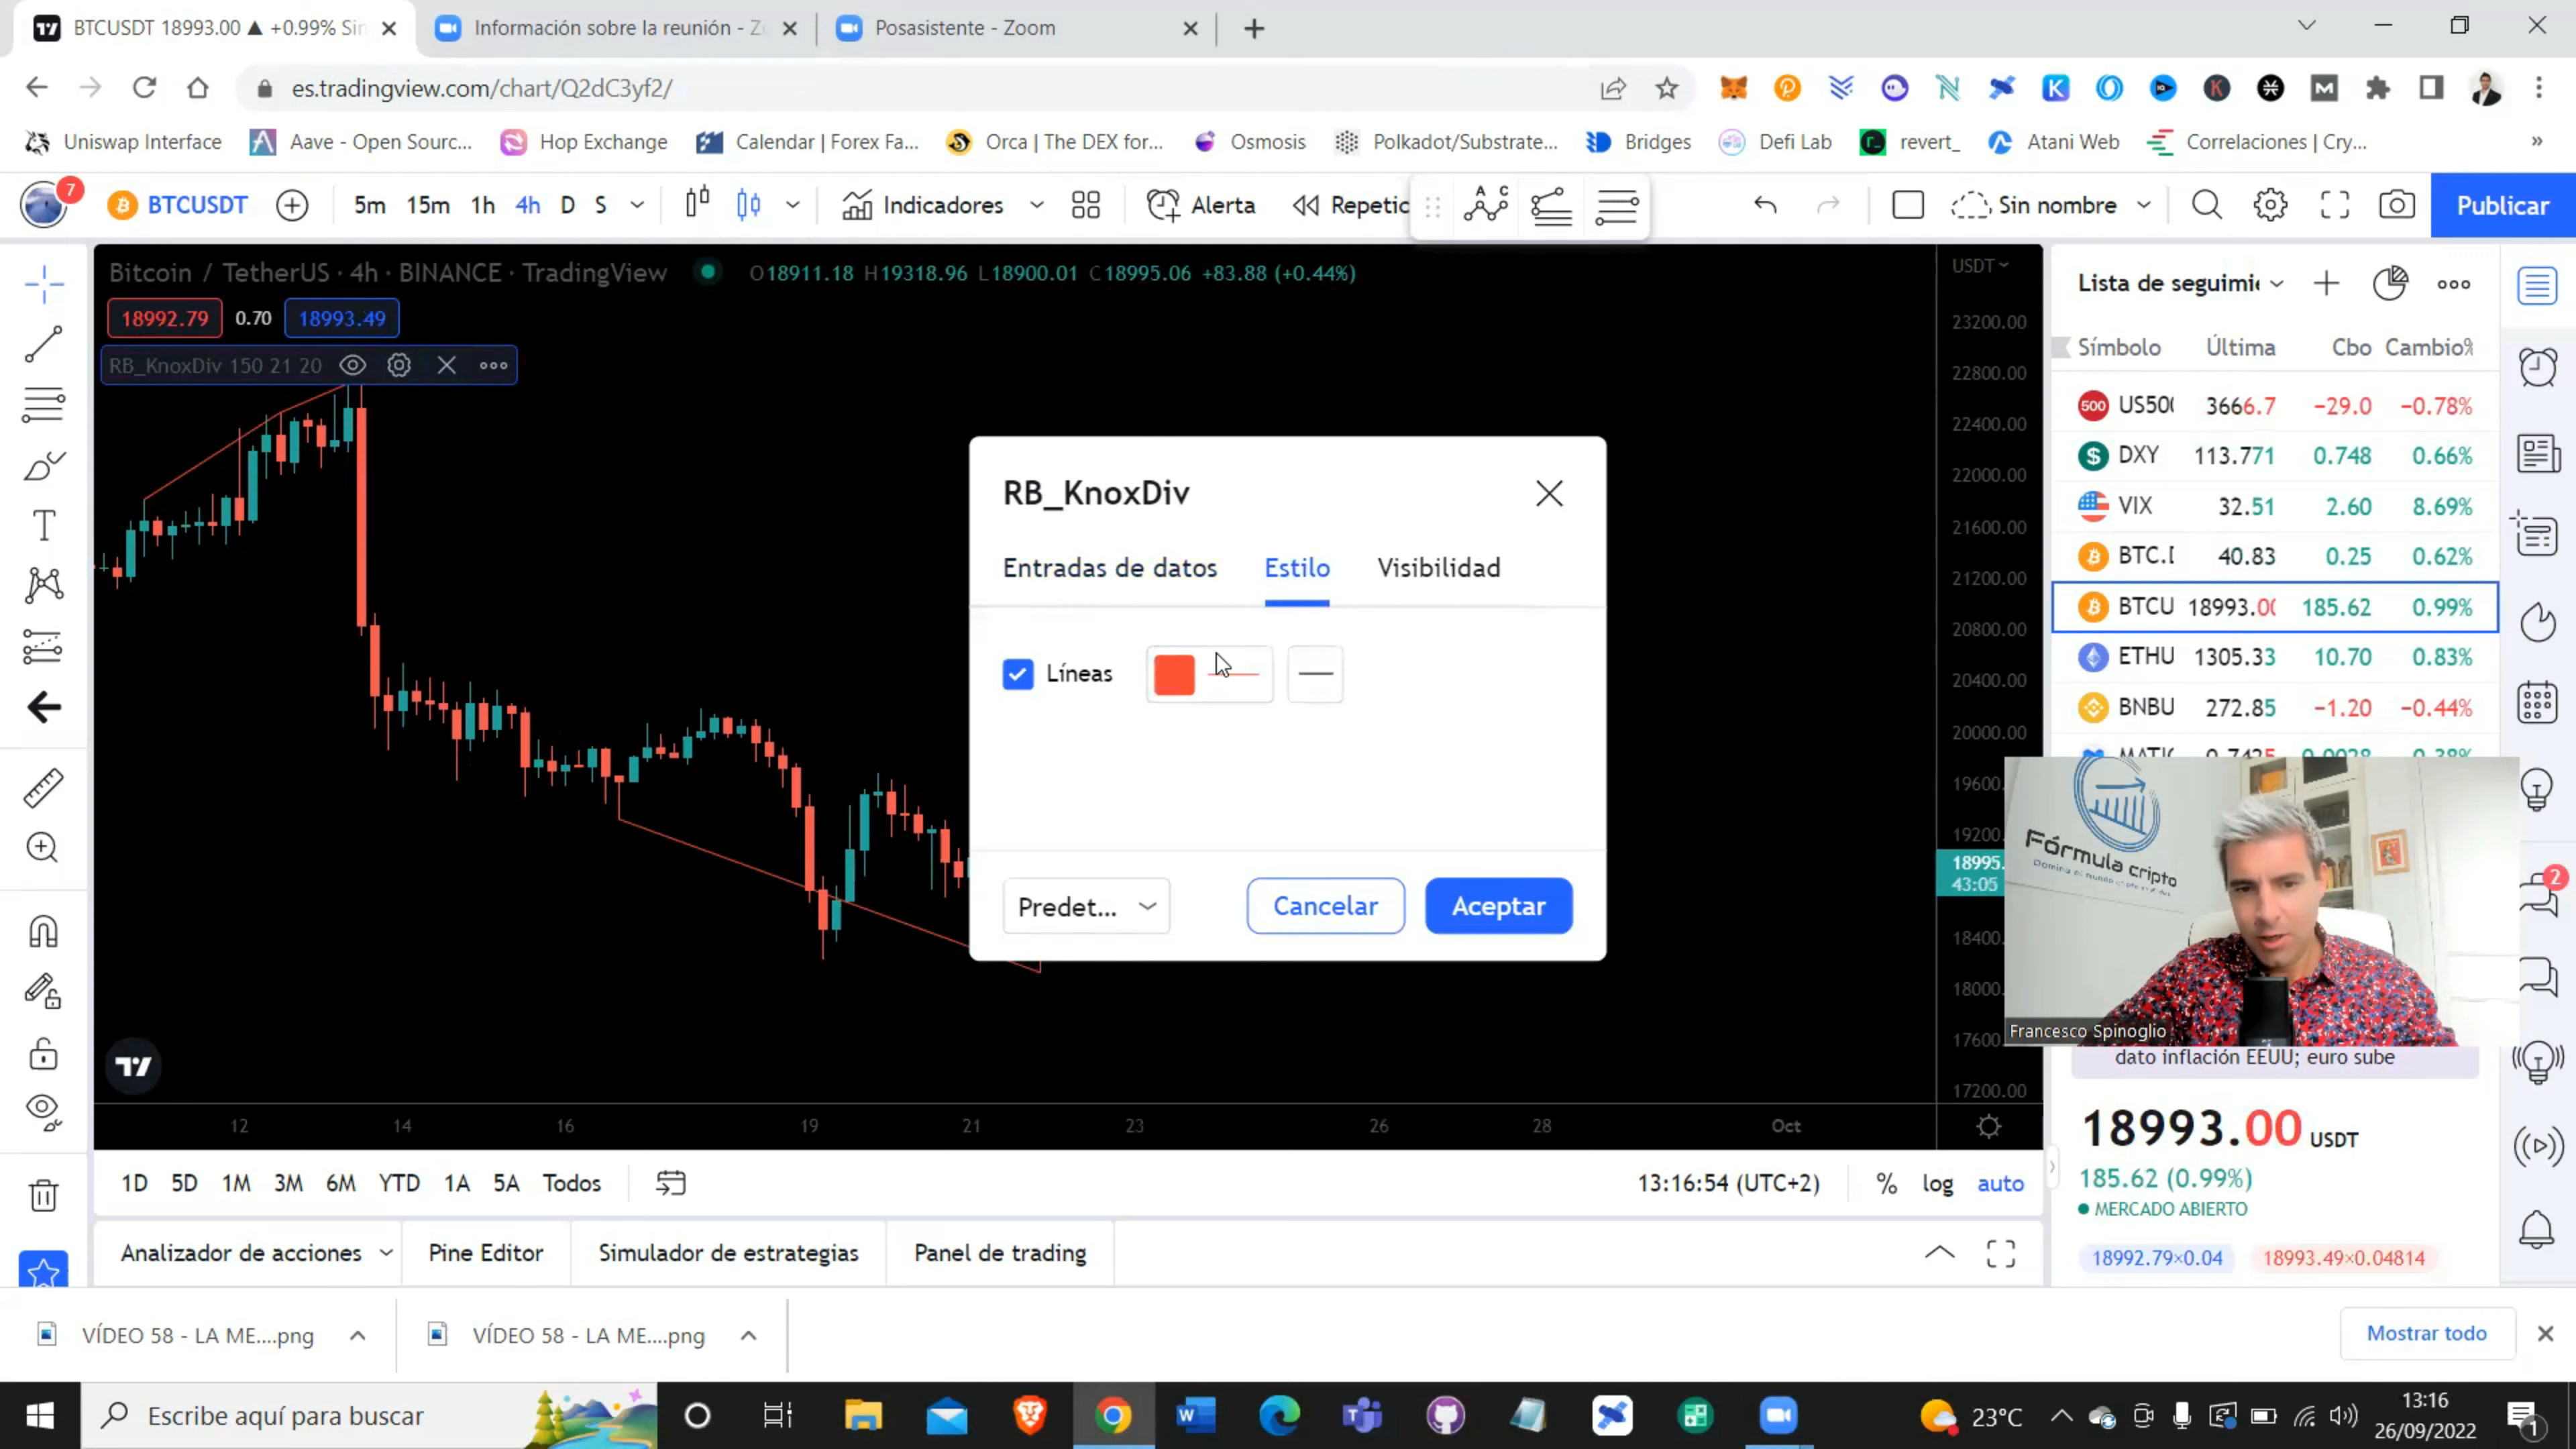 BTCUSDT 18993.00 ▲ +0.99% Sin
Información sobre la reunión - Zo
Posasistente - Zoom
es.tradingview.com/chart/Q2dC3yf2/
Uniswap Interface
Aave - Open Sourc...
Hop Exchange
Calendar | Forex Fa...
Orca | The DEX for...
Osmosis
Polkadot/Substrate...
Bridges
Defi Lab
revert_
Atani Web
Correlaciones | Cry...
»
7
BTCUSDT
5m 15m 1h 4h D S
Indicadores
Alerta
Repetic
A C
Sin nombre
Publicar
Bitcoin / TetherUS · 4h · BINANCE · TradingView
O18911.18 H19318.96 L18900.01 C18995.06 +83.88 (+0.44%)
18992.79 0.70 18993.49
RB_KnoxDiv 150 21 20
USDT
23200.00
22800.00
22400.00
22000.00
21600.00
21200.00
20800.00
20400.00
20000.00
19600.
19200.
18995.
43:05
18400.
18000.
17600.
17200.00
RB_KnoxDiv
Entradas de datos
Estilo
Visibilidad
Líneas
Predet...
Cancelar
Aceptar
12 14 16 19 21 23 26 28 Oct
Lista de seguimie
Símbolo Última Cbo Cambio%
US500 3666.7 −29.0 −0.78%
DXY 113.771 0.748 0.66%
VIX 32.51 2.60 8.69%
BTC.D 40.83 0.25 0.62%
BTCU 18993.00 185.62 0.99%
ETHU 1305.33 10.70 0.83%
BNBU 272.85 −1.20 −0.44%
MATIC 0.7425 0.0028 0.38%
Fórmula cripto
Francesco Spinoglio
dato inflación EEUU; euro sube
18993.00 USDT
185.62 (0.99%)
MERCADO ABIERTO
18992.79×0.04
18993.49×0.04814
2
1D 5D 1M 3M 6M YTD 1A 5A Todos
13:16:54 (UTC+2)
% log auto
Analizador de acciones
Pine Editor
Simulador de estrategias
Panel de trading
VÍDEO 58 - LA ME....png
VÍDEO 58 - LA ME....png
Mostrar todo
Escribe aquí para buscar
23°C
13:16
26/09/2022
1